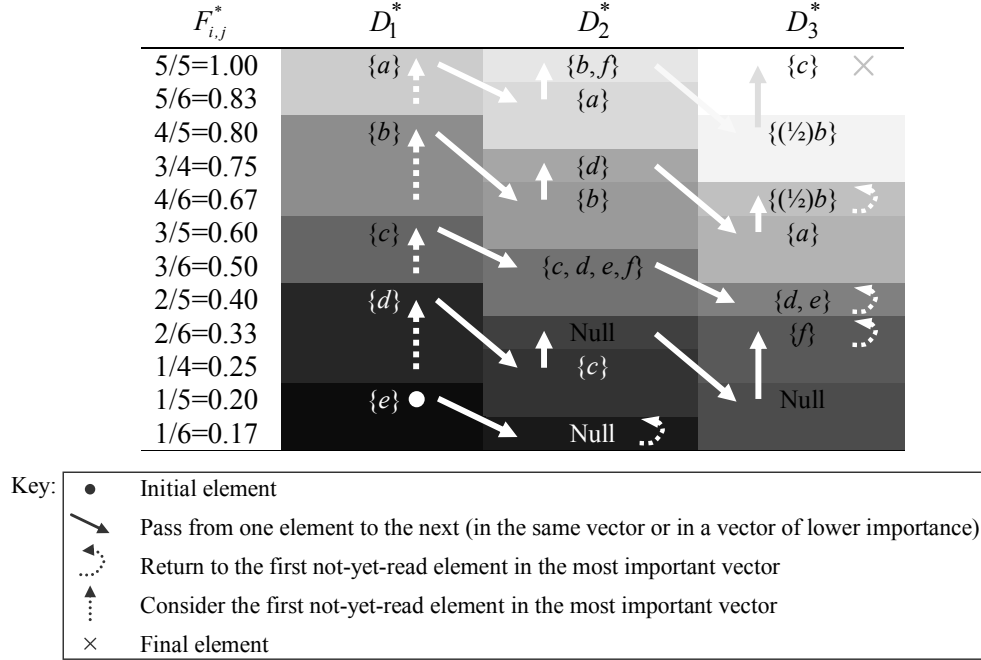 F*i,j D*1 D*2 D*3
5/5=1.00 {a} {b, f} {c}
5/6=0.83 {a}
4/5=0.80 {b} {(½)b}
3/4=0.75 {d}
4/6=0.67 {b} {(½)b}
3/5=0.60 {c} {a}
3/6=0.50 {c, d, e, f}
2/5=0.40 {d} {d, e}
2/6=0.33 Null {f}
1/4=0.25 {c}
1/5=0.20 {e} Null
1/6=0.17 Null
Key:
Initial element
Pass from one element to the next (in the same vector or in a vector of lower importance)
Return to the first not-yet-read element in the most important vector
Consider the first not-yet-read element in the most important vector
Final element